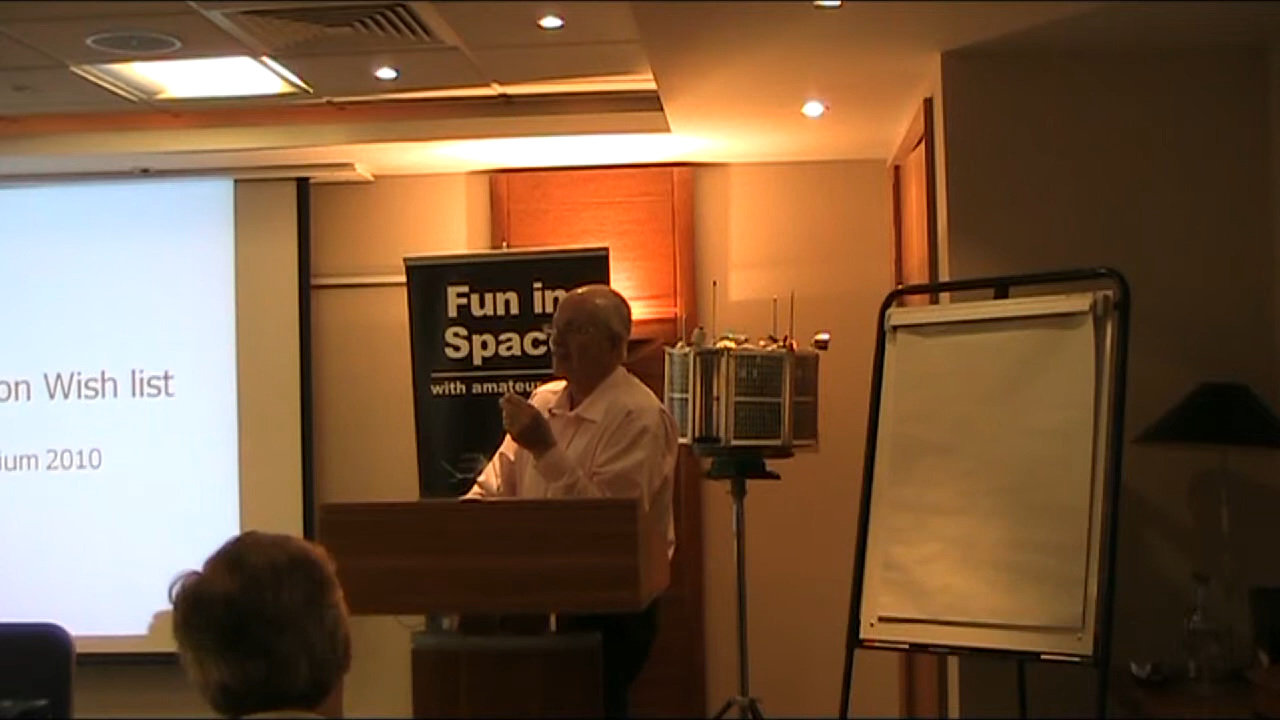 on Wish list
ium 2010
Fun in
Spac
with amateu